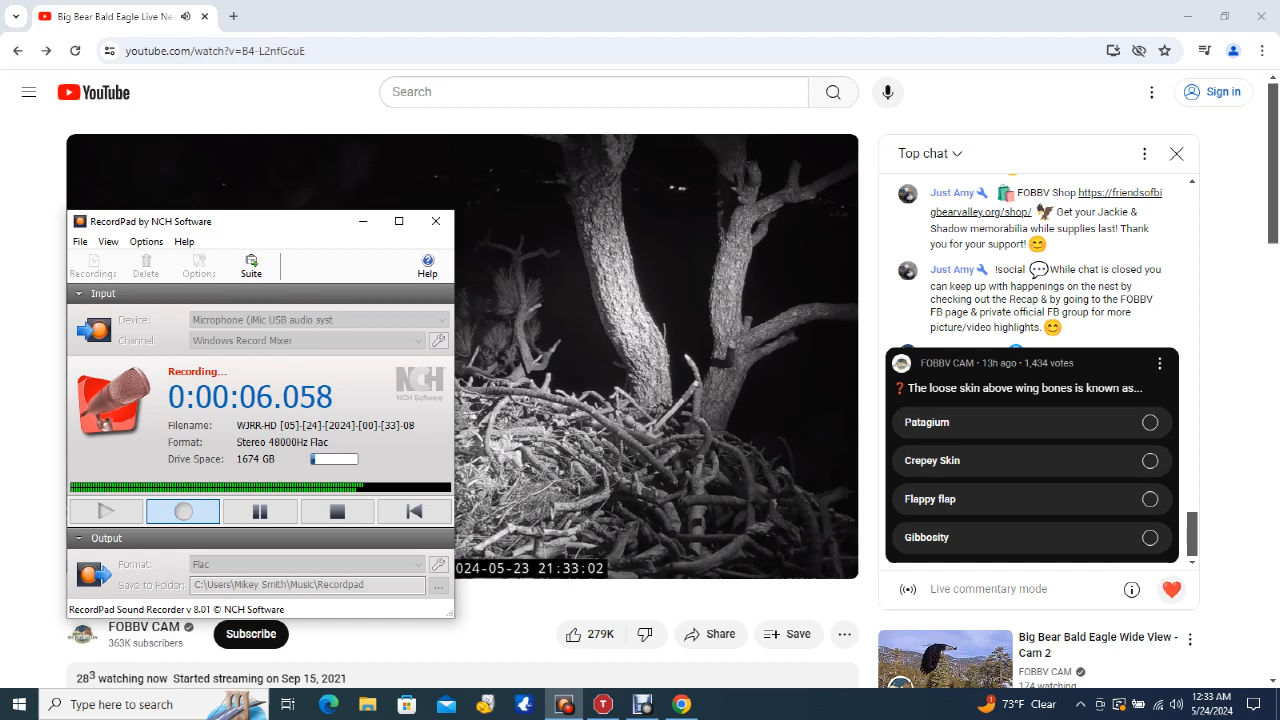 Big Bear Bald Eagle Live Ne
youtube.com/watch?v=B4-L2nfGcuE
YouTube
Search
Sign in
Top chat
Just Amy FOBBV Shop https://friendsofbi
gbearvalley.org/shop/ Get your Jackie &
Shadow memorabilia while supplies last! Thank
you for your support!
Just Amy !social While chat is closed you
can keep up with happenings on the nest by
checking out the Recap & by going to the FOBBV
FB page & private official FB group for more
picture/video highlights.
FOBBV CAM • 13h ago • 1,434 votes
The loose skin above wing bones is known as...
Patagium
Crepey Skin
Flappy flap
Gibbosity
Live commentary mode
RecordPad by NCH Software
File View Options Help
Recordings Delete Options Suite Help
Input
Device: Microphone (iMic USB audio syst
Channel: Windows Record Mixer
Recording...
0:00:06.058
NCH
NCH Software
Filename: WJRR-HD [05]-[24]-[2024]-[00]-[33]-08
Format: Stereo 48000Hz Flac
Drive Space: 1674 GB
Output
Format: Flac
Save to Folder: C:\Users\Mikey Smith\Music\Recordpad
...
RecordPad Sound Recorder v 8.01 © NCH Software
024-05-23 21:33:02
FOBBV CAM
363K subscribers
Subscribe
279K
Share
Save
283 watching now Started streaming on Sep 15, 2021
Big Bear Bald Eagle Wide View -
Cam 2
FOBBV CAM
174 watching
Type here to search
73°F Clear
12:33 AM
5/24/2024